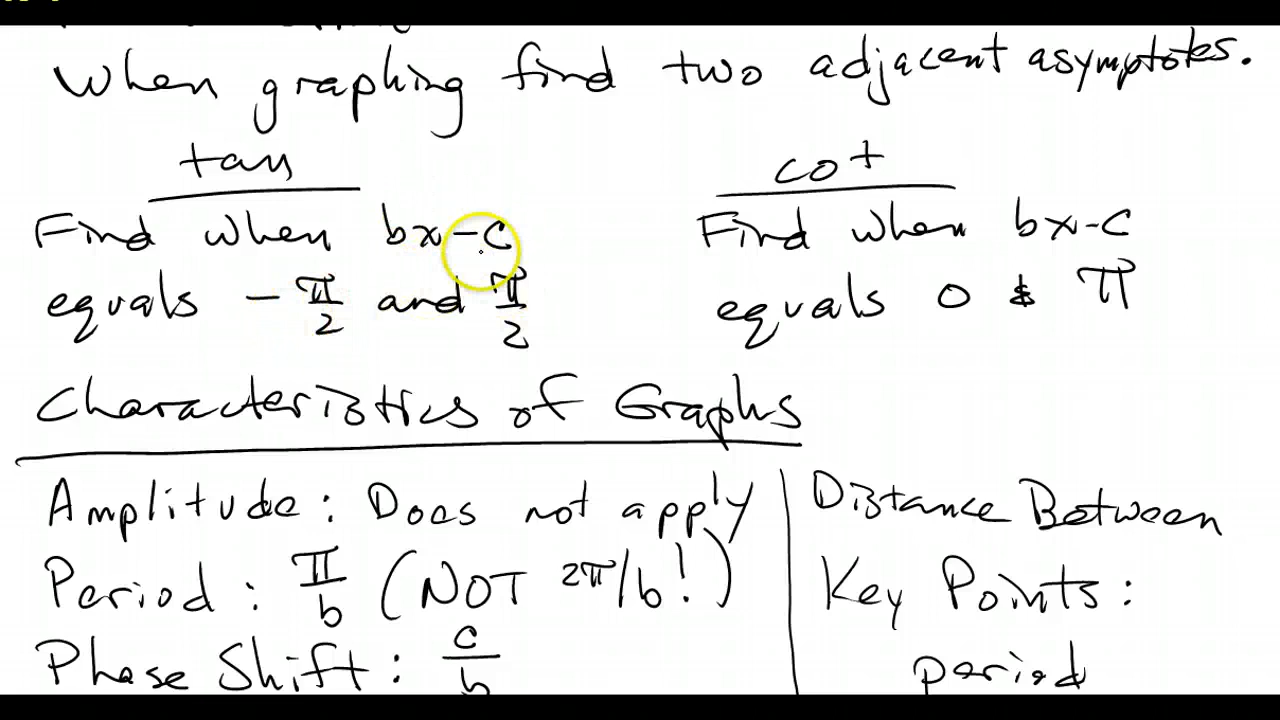 When graphing find two adjacent asymptotes.
tan
Find when bx-c
equals -π/2 and π/2
cot
Find when bx-c
equals 0 & π
Characteristics of Graphs
Amplitude: Does not apply
Period: π/b (NOT 2π/b!)
Phase Shift: c/b
Distance Between
Key Points:
period